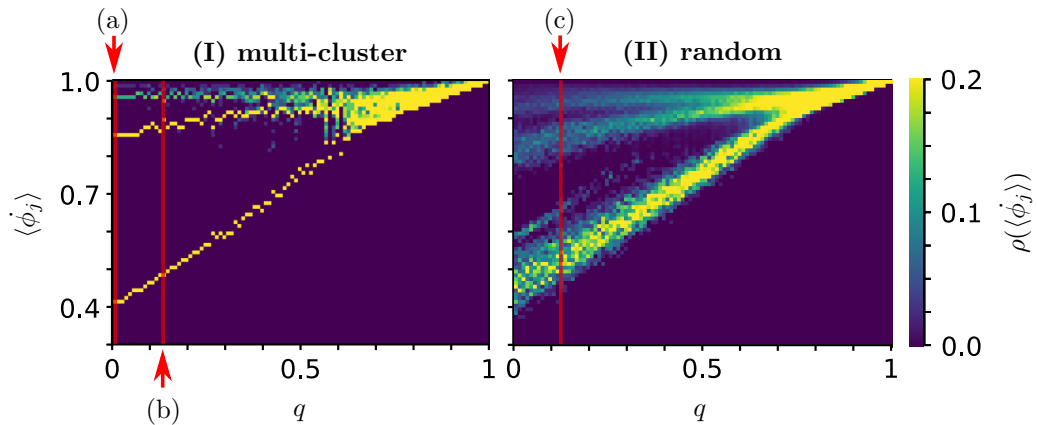 (a)
(c)
(I) multi-cluster
(II) random
1.0
0.7
0.4
⟨ϕ̇ⱼ⟩
0
0.5
1
q
(b)
0
0.5
1
q
0.2
0.1
0.0
ρ(⟨ϕ̇ⱼ⟩)